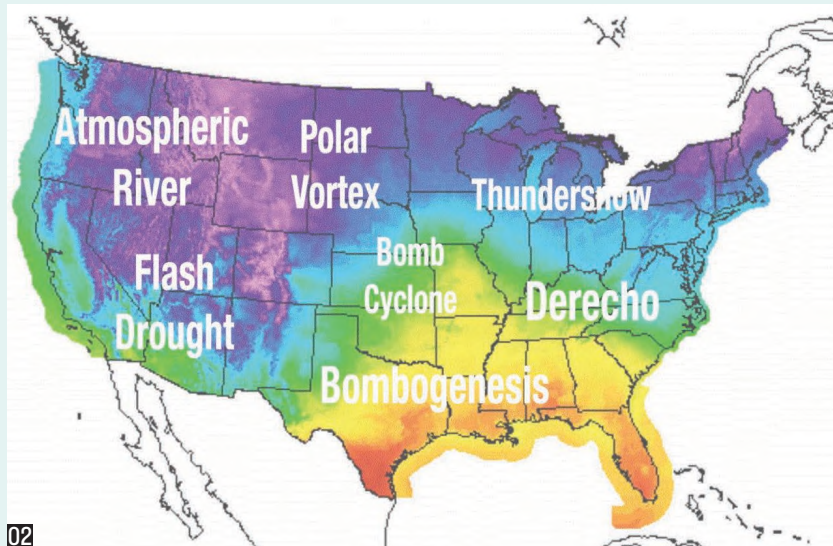 Atmospheric
River
Polar
Vortex
Thundersnow
Flash
Drought
Bomb
Cyclone
Derecho
Bombogenesis
02